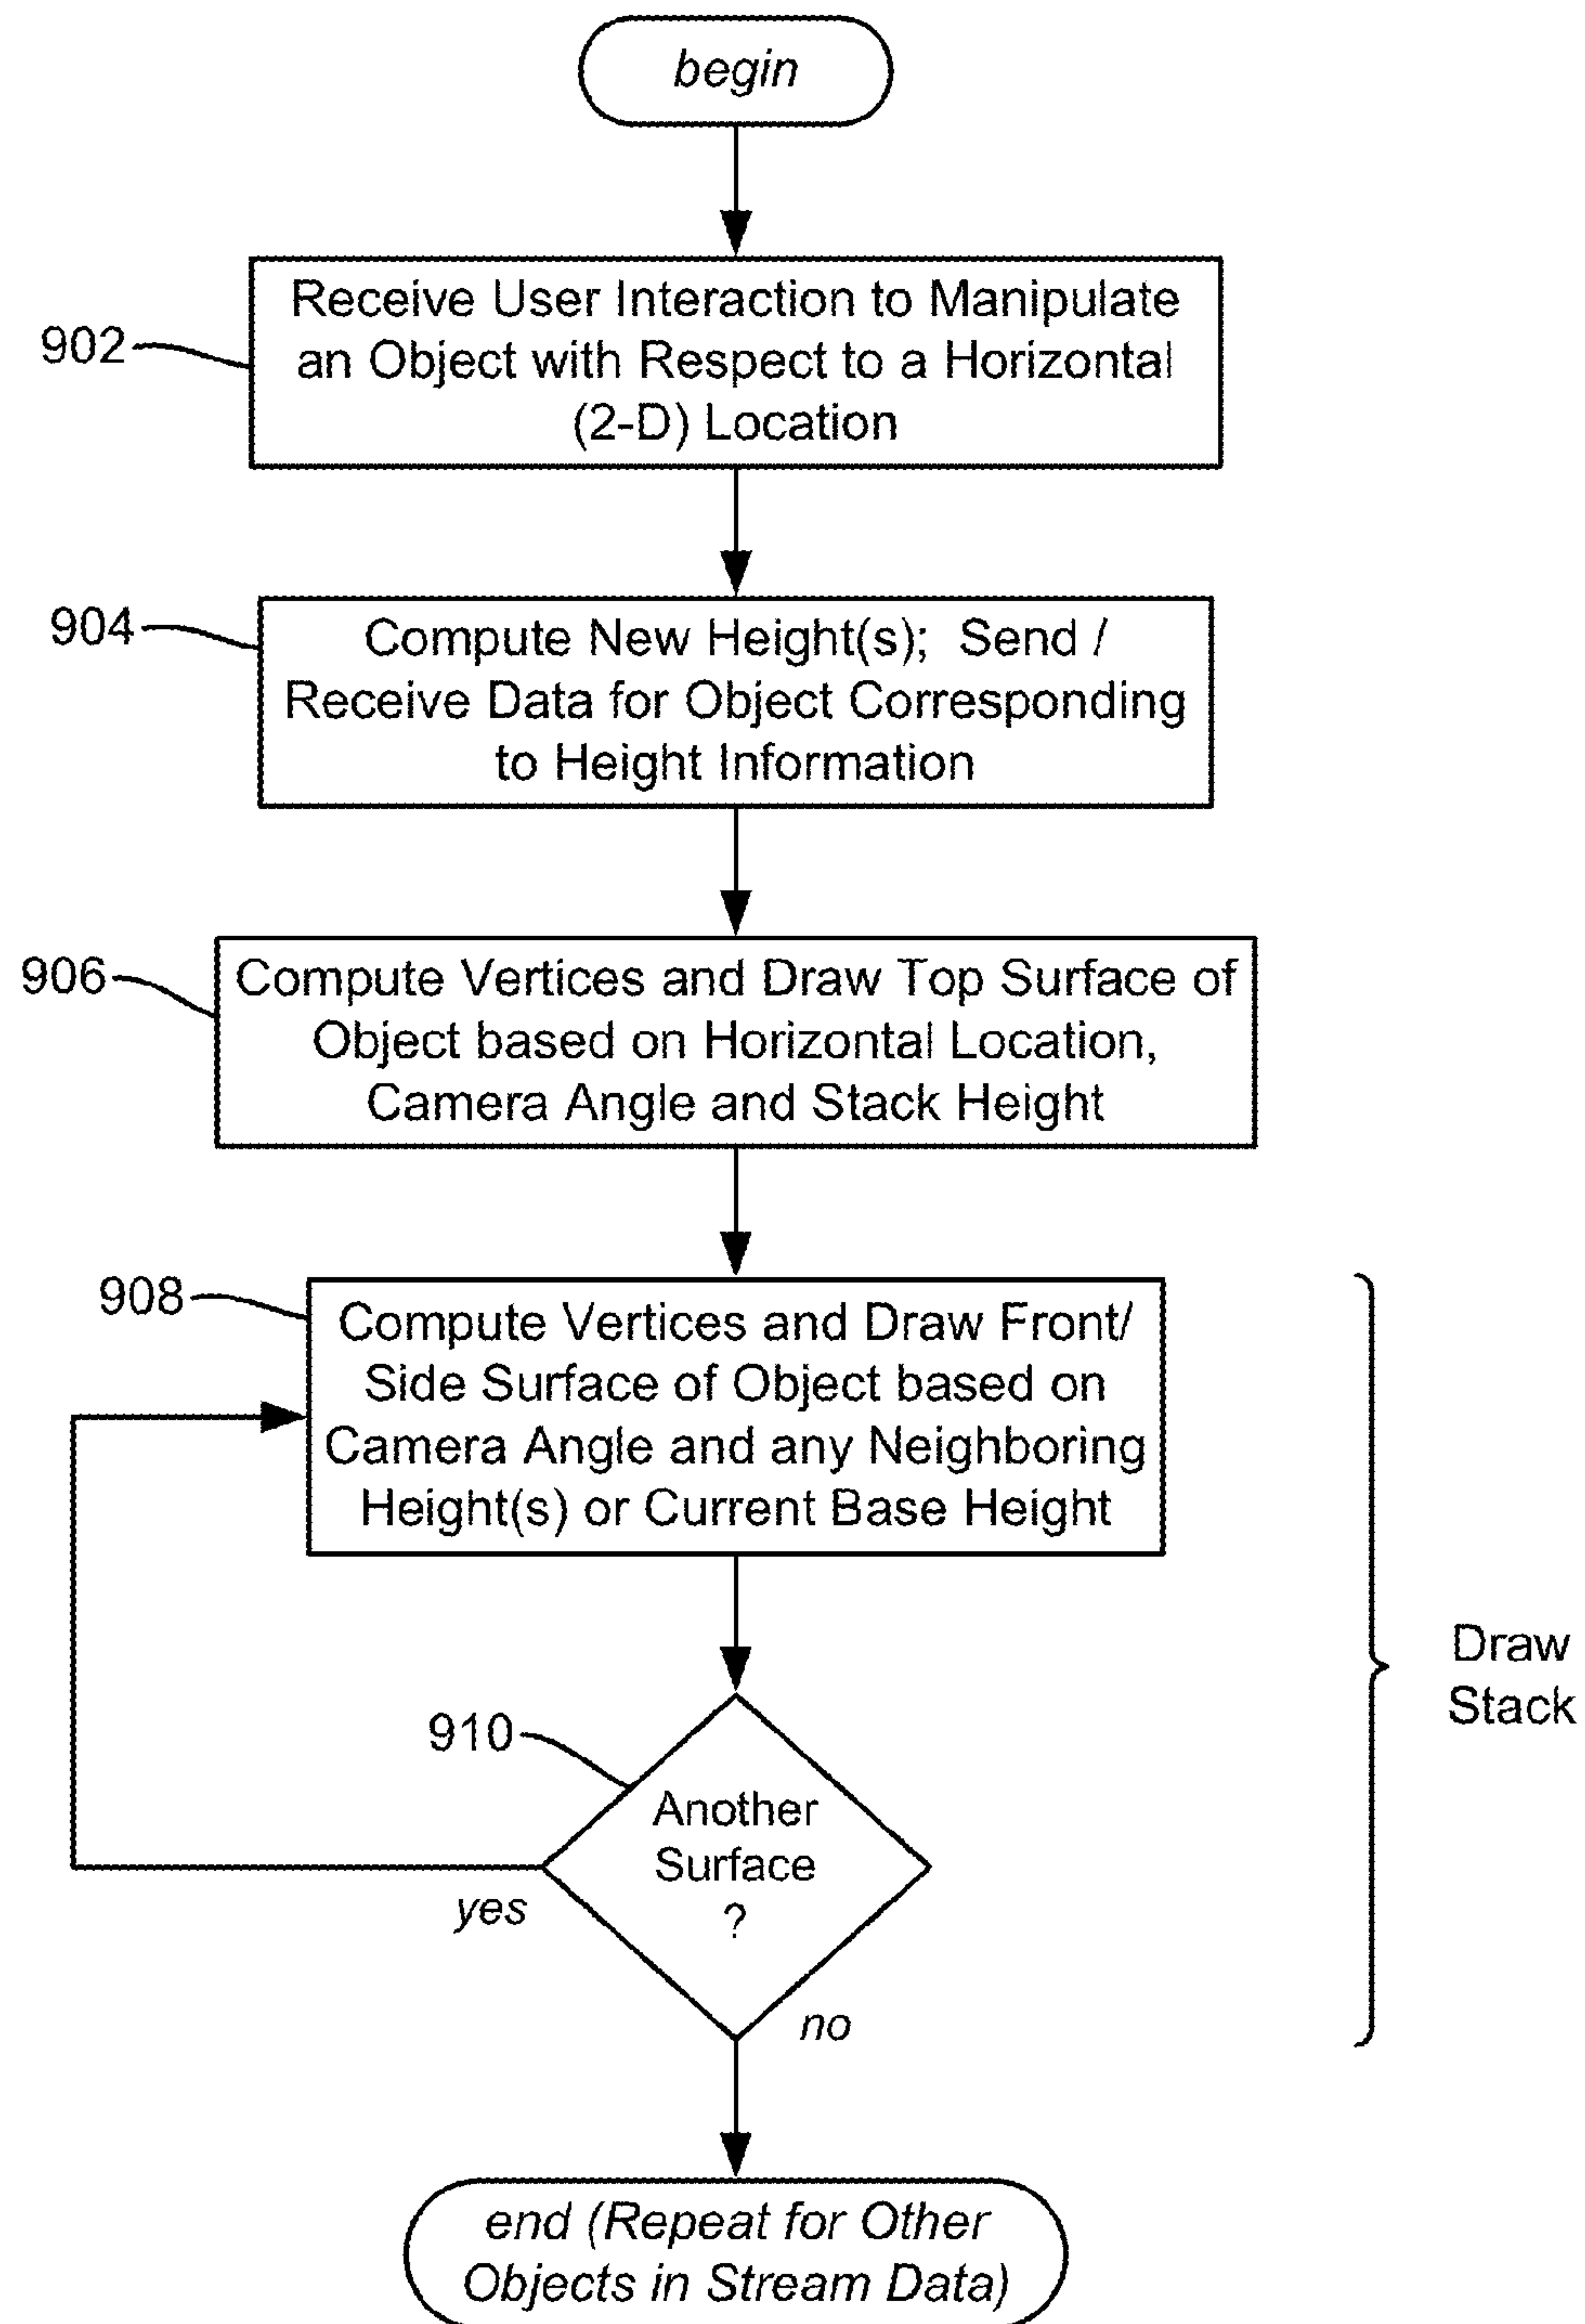 begin
902
Receive User Interaction to Manipulate
an Object with Respect to a Horizontal
(2-D) Location
904
Compute New Height(s);  Send /
Receive Data for Object Corresponding
to Height Information
906
Compute Vertices and Draw Top Surface of
Object based on Horizontal Location,
Camera Angle and Stack Height
908
Compute Vertices and Draw Front/
Side Surface of Object based on
Camera Angle and any Neighboring
Height(s) or Current Base Height
Draw
Stack
910
Another
Surface
?
yes
no
end (Repeat for Other
Objects in Stream Data)